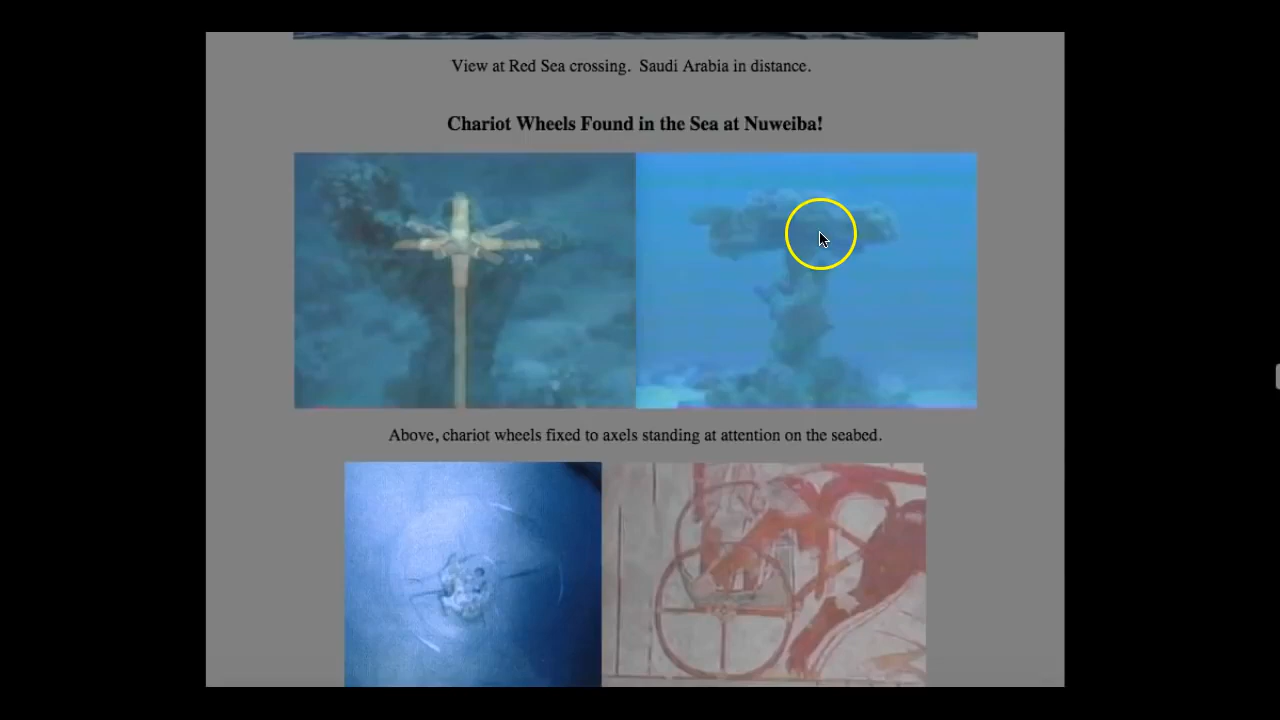 View at Red Sea crossing.  Saudi Arabia in distance.
Chariot Wheels Found in the Sea at Nuweiba!
Above, chariot wheels fixed to axels standing at attention on the seabed.